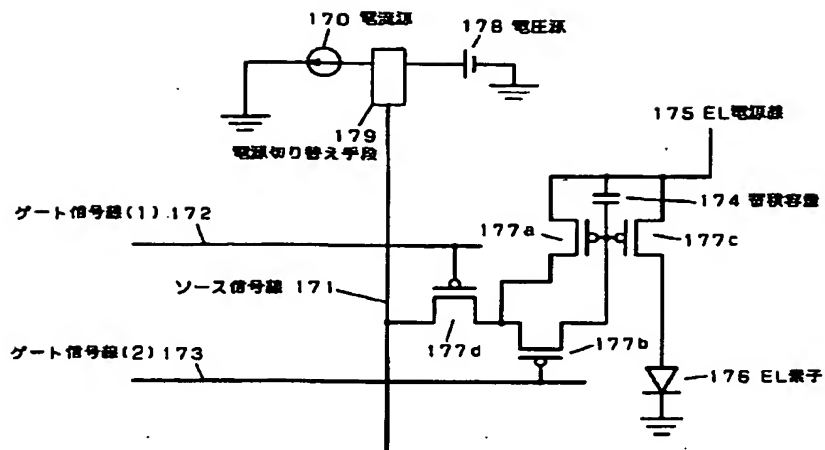 170 電流源
178 電圧源
179
電源切り替え手段
175 EL電源線
174 蓄積容量
ゲート信号線(1) 172
177a
177c
ソース信号線 171
177d
177b
ゲート信号線(2) 173
176 EL素子